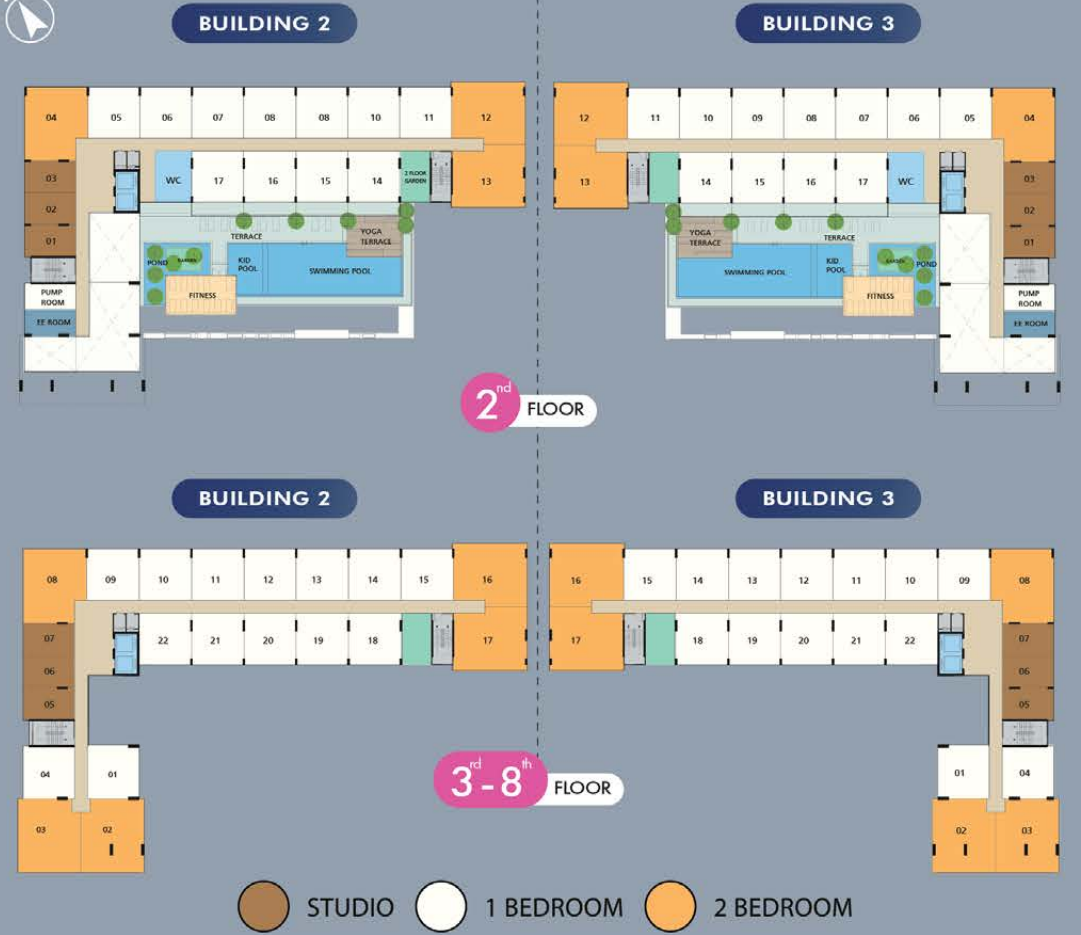 BUILDING 2
BUILDING 3
04 05 06 07 08 08 10 11 12
12 11 10 09 08 07 06 05 04
03 WC 17 16 15 14 2 FLOOR GARDEN 13
13 14 15 16 17 WC 03
02
02
01
01
TERRACE
YOGA TERRACE
YOGA TERRACE
TERRACE
POND GARDEN KID POOL SWIMMING POOL
SWIMMING POOL KID POOL GARDEN POND
FITNESS
FITNESS
PUMP ROOM
PUMP ROOM
EE ROOM
EE ROOM
2nd FLOOR
BUILDING 2
BUILDING 3
08 09 10 11 12 13 14 15 16
16 15 14 13 12 11 10 09 08
07 22 21 20 19 18 17
17 18 19 20 21 22 07
06
06
05
05
04 01
01 04
03 02
02 03
3rd - 8th FLOOR
STUDIO
1 BEDROOM
2 BEDROOM